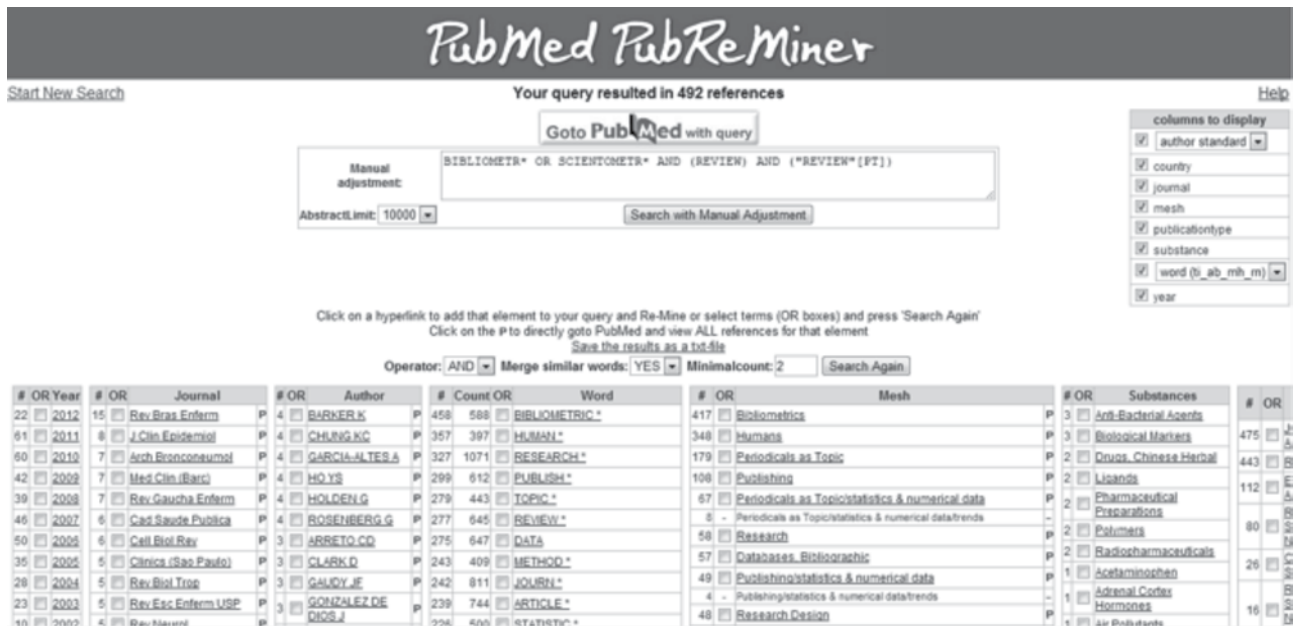 PubMed PubReMiner
Start New Search
Your query resulted in 492 references
Help
Goto PubMed with query
Manual adjustment:
BIBLIOMETR* OR SCIENTOMETR* AND (REVIEW) AND ("REVIEW"[PT])
AbstractLimit: 10000
Search with Manual Adjustment
columns to display
author standard
country
journal
mesh
publicationtype
substance
word (ti_ab_mh_rn)
year
Click on a hyperlink to add that element to your query and Re-Mine or select terms (OR boxes) and press 'Search Again'
Click on the P to directly goto PubMed and view ALL references for that element
Save the results as a txt-file
Operator: AND Merge similar words: YES Minimalcount: 2 Search Again
# OR Year
22 2012
61 2011
60 2010
42 2009
39 2008
46 2007
50 2006
35 2005
28 2004
23 2003
10 2002
# OR Journal
15 Rev Bras Enferm P
8 J Clin Epidemiol P
7 Arch Bronconeumol P
7 Med Clin (Barc) P
7 Rev Gaucha Enferm P
6 Cad Saude Publica P
6 Cell Biol Rev P
5 Clinics (Sao Paulo) P
5 Rev Biol Trop P
5 Rev Esc Enferm USP P
5 Rev Neurol
# OR Author
4 BARKER K P
4 CHUNG KC P
4 GARCIA-ALTES A P
4 HO YS P
4 HOLDEN G P
4 ROSENBERG G P
3 ARRETO CD P
3 CLARK D P
3 GAUDY JF P
3 GONZALEZ DE DIOS J P
# Count OR Word
458 588 BIBLIOMETRIC *
357 397 HUMAN *
327 1071 RESEARCH *
299 612 PUBLISH *
279 443 TOPIC *
277 645 REVIEW *
275 647 DATA
243 409 METHOD *
242 811 JOURN *
239 744 ARTICLE *
226 500 STATISTIC *
# OR Mesh
417 Bibliometrics P
348 Humans P
179 Periodicals as Topic P
108 Publishing P
67 Periodicals as Topic/statistics & numerical data P
8 - Periodicals as Topic/statistics & numerical data/trends -
58 Research P
57 Databases, Bibliographic P
49 Publishing/statistics & numerical data P
4 - Publishing/statistics & numerical data/trends -
48 Research Design P
# OR Substances
3 Anti-Bacterial Agents
3 Biological Markers
2 Drugs, Chinese Herbal
2 Ligands
2 Pharmaceutical Preparations
2 Polymers
2 Radiopharmaceuticals
1 Acetaminophen
1 Adrenal Cortex Hormones
1 Air Pollutants
# OR
475
443
112
80
26
16